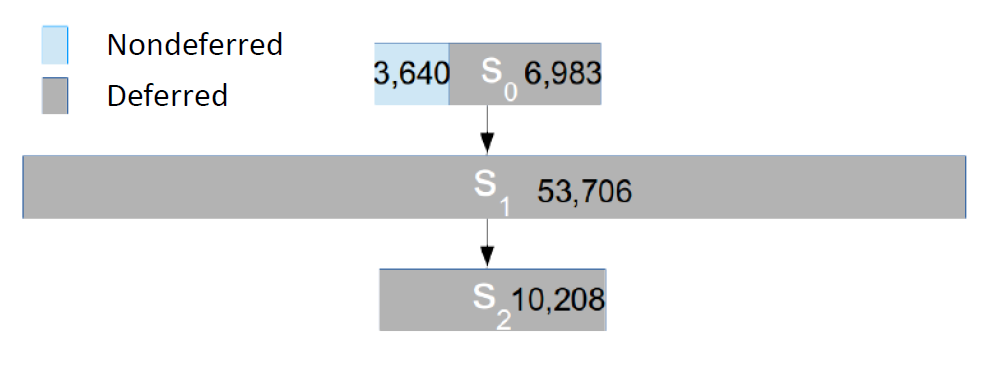 Nondeferred
Deferred
3,640 S0 6,983
S1 53,706
S2 10,208